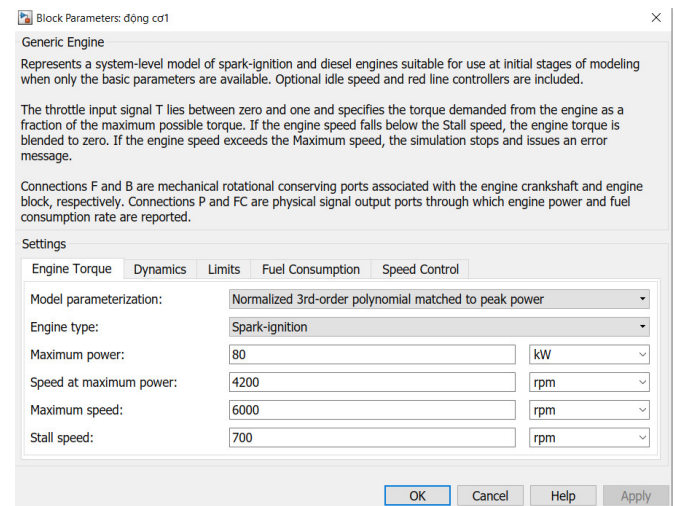 Block Parameters: động cơ1
Generic Engine
Represents a system-level model of spark-ignition and diesel engines suitable for use at initial stages of modeling
when only the basic parameters are available. Optional idle speed and red line controllers are included.
The throttle input signal T lies between zero and one and specifies the torque demanded from the engine as a
fraction of the maximum possible torque. If the engine speed falls below the Stall speed, the engine torque is
blended to zero. If the engine speed exceeds the Maximum speed, the simulation stops and issues an error
message.
Connections F and B are mechanical rotational conserving ports associated with the engine crankshaft and engine
block, respectively. Connections P and FC are physical signal output ports through which engine power and fuel
consumption rate are reported.
Settings
Engine Torque Dynamics Limits Fuel Consumption Speed Control
Model parameterization: Normalized 3rd-order polynomial matched to peak power
Engine type: Spark-ignition
Maximum power: 80 kW
Speed at maximum power: 4200 rpm
Maximum speed: 6000 rpm
Stall speed: 700 rpm
OK Cancel Help Apply